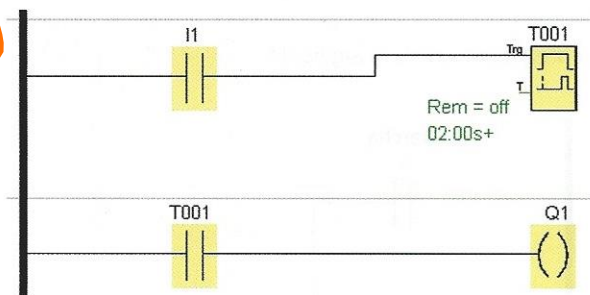 I1
T001
Trg
T
Rem = off
02:00s+
T001
Q1